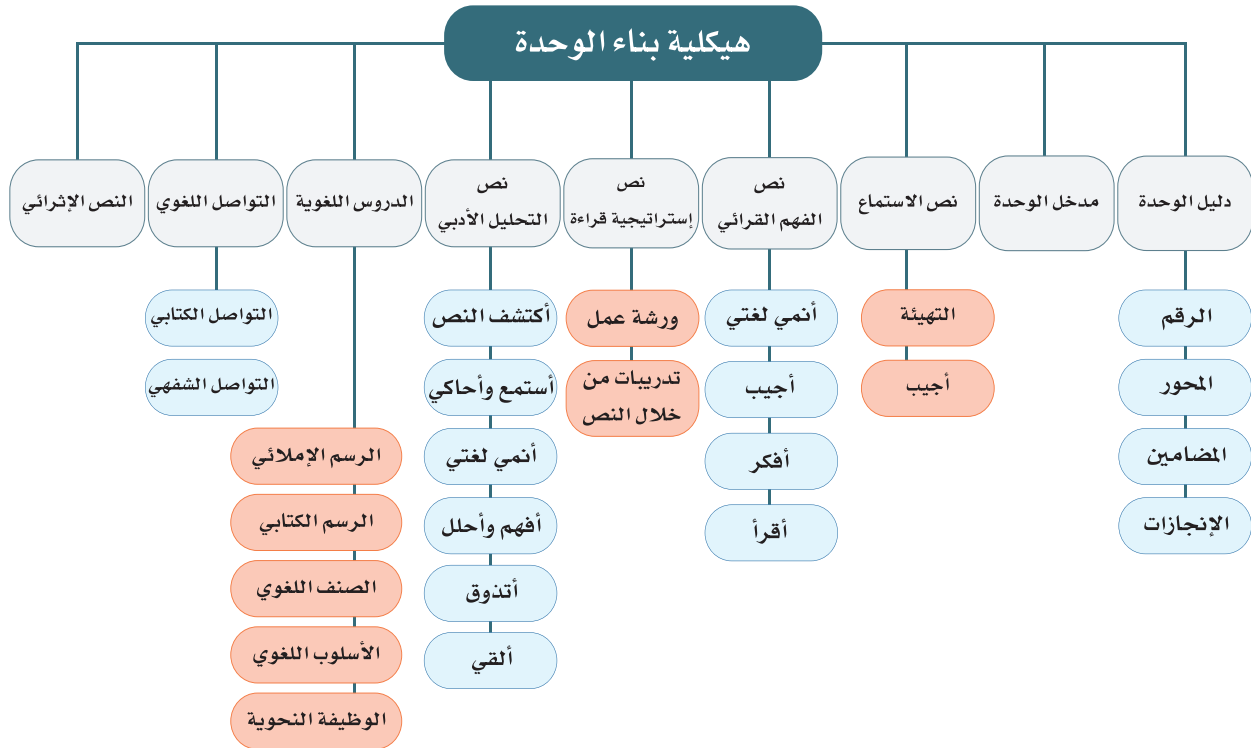 هيكلية بناء الوحدة
دليل الوحدة
الرقم
المحور
المضامين
الإنجازات
مدخل الوحدة
نص الاستماع
التهيئة
أجيب
نص
الفهم القرائي
أنمي لغتي
أجيب
أفكر
أقرأ
نص
إستراتيجية قراءة
ورشة عمل
تدريبات من
خلال النص
نص
التحليل الأدبي
أكتشف النص
أستمع وأحاكي
أنمي لغتي
أفهم وأحلل
أتذوق
ألقي
الدروس اللغوية
الرسم الإملائي
الرسم الكتابي
الصنف اللغوي
الأسلوب اللغوي
الوظيفة النحوية
التواصل اللغوي
التواصل الكتابي
التواصل الشفهي
النص الإثرائي